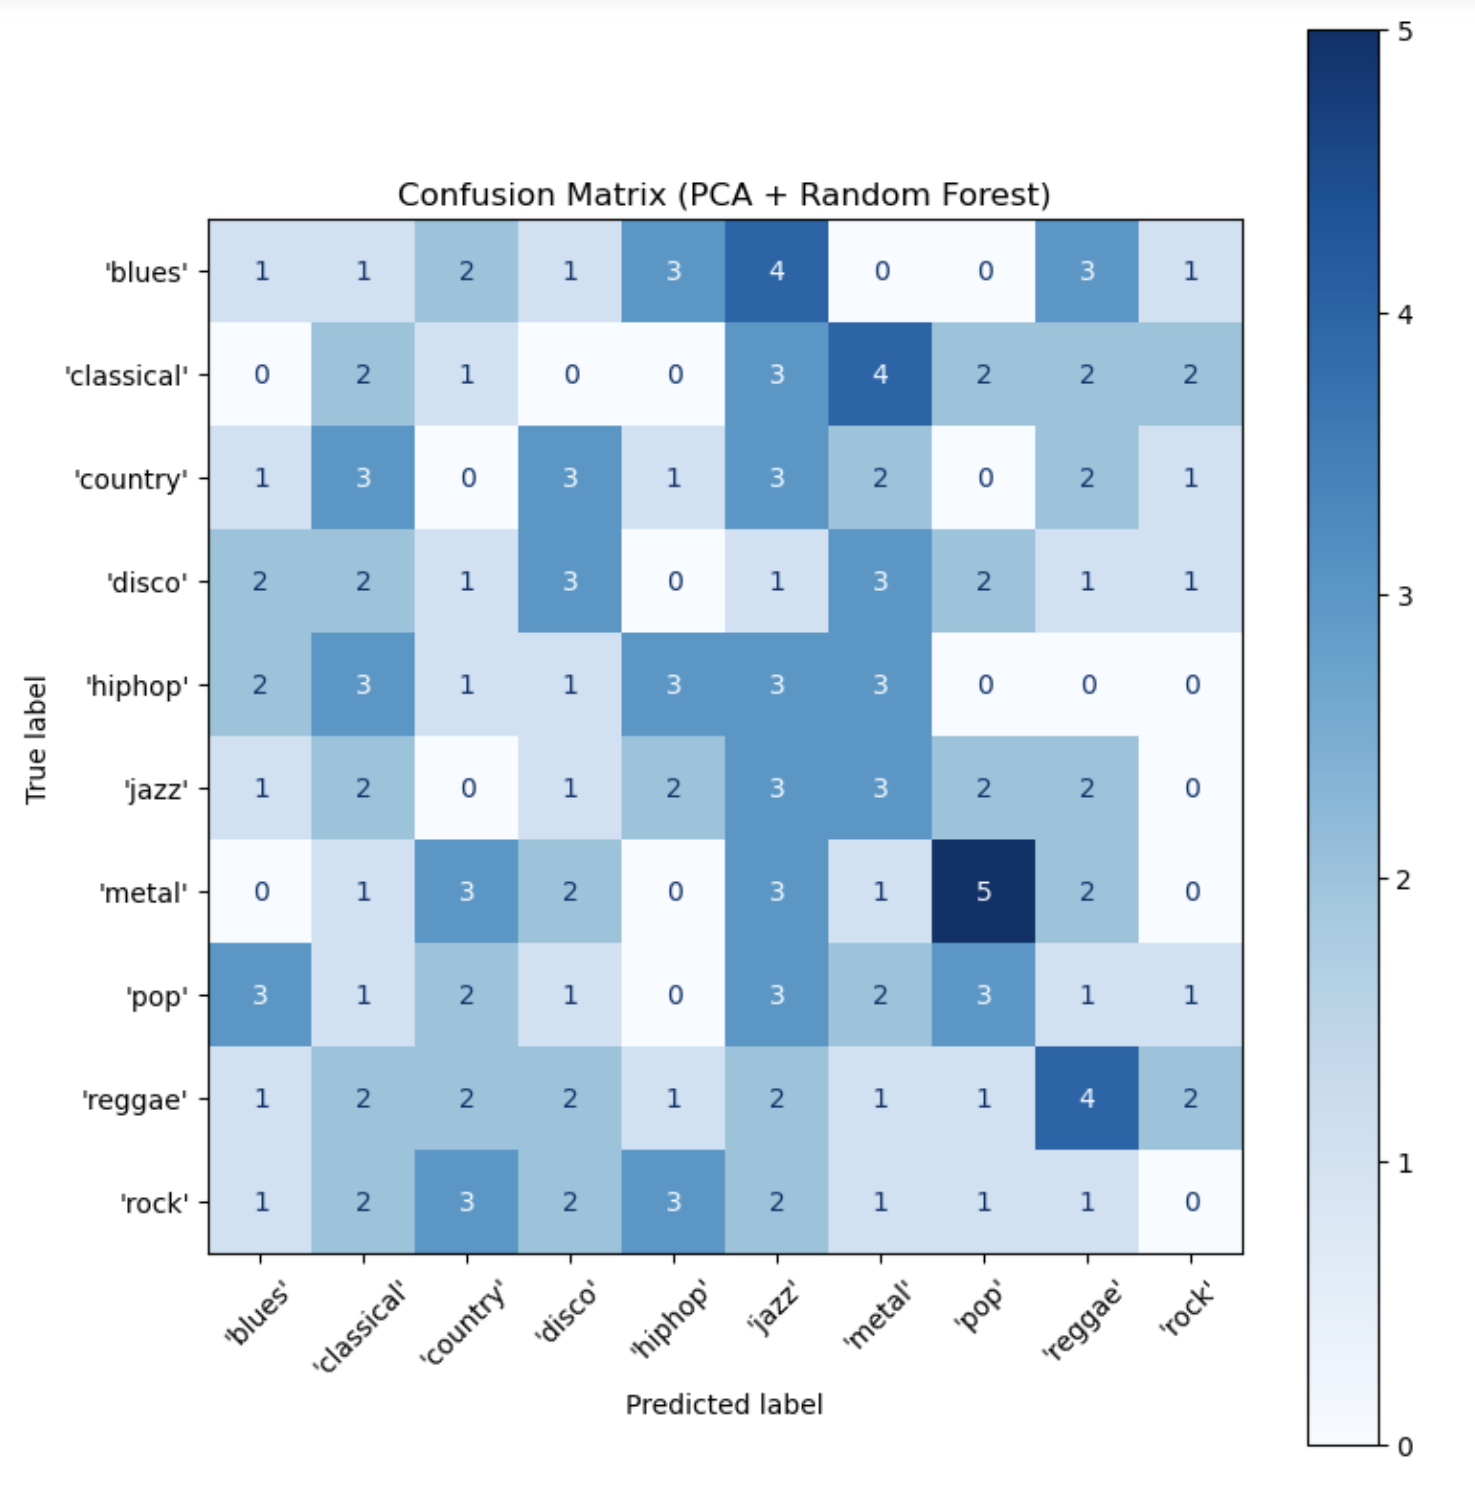 5
Confusion Matrix (PCA + Random Forest)
'blues' 1 1 2 1 3 4 0 0 3 1
4
'classical' 0 2 1 0 0 3 4 2 2 2
'country' 1 3 0 3 1 3 2 0 2 1
'disco' 2 2 1 3 0 1 3 2 1 1
3
'hiphop' 2 3 1 1 3 3 3 0 0 0
True label
'jazz' 1 2 0 1 2 3 3 2 2 0
2
'metal' 0 1 3 2 0 3 1 5 2 0
'pop' 3 1 2 1 0 3 2 3 1 1
'reggae' 1 2 2 2 1 2 1 1 4 2
1
'rock' 1 2 3 2 3 2 1 1 1 0
'blues' 'classical' 'country' 'disco' 'hiphop' 'jazz' 'metal' 'pop' 'reggae' 'rock'
Predicted label
0